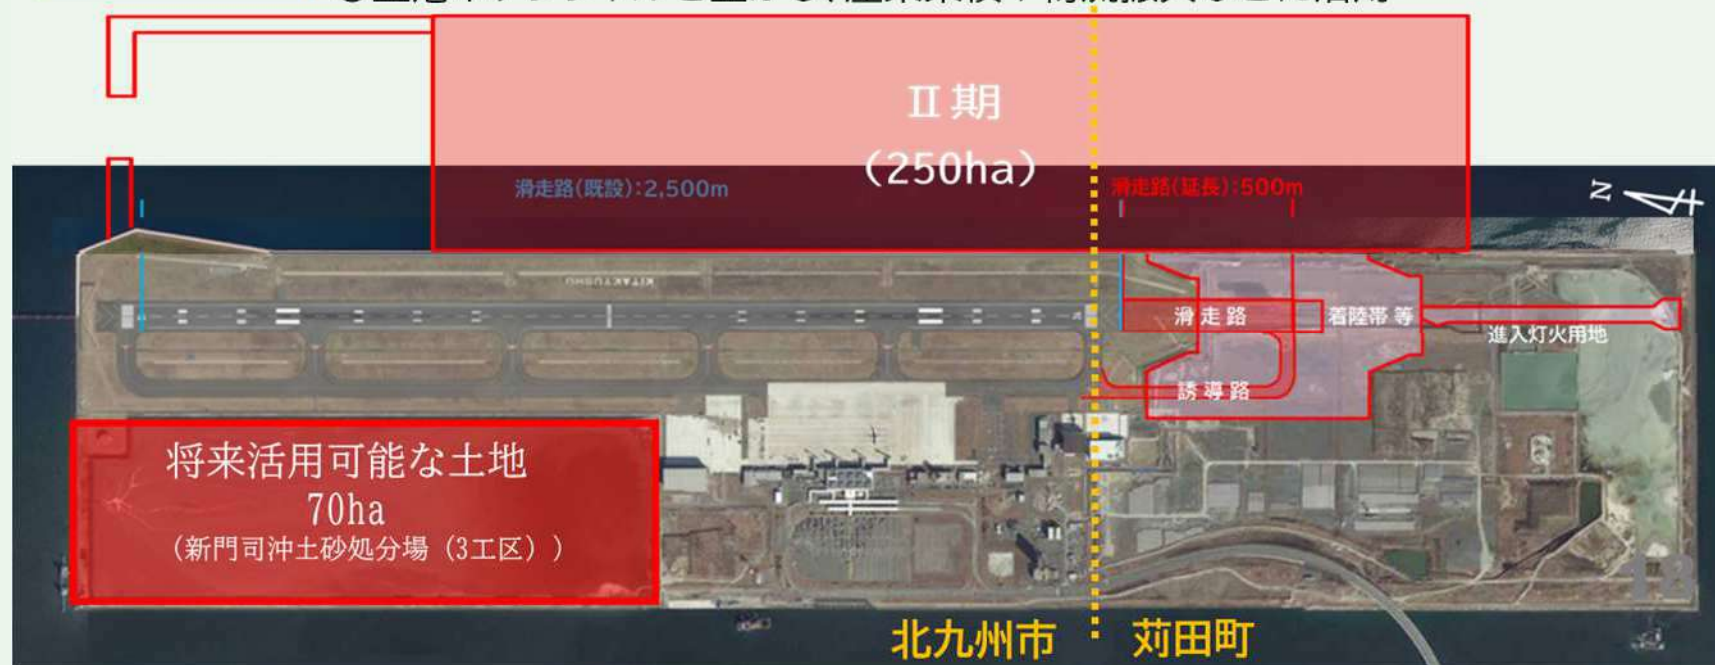 Ⅱ期
(250ha)
滑走路(既設):2,500m
滑走路(延長):500m
N
KITAKYUSHU
滑走路
着陸帯等
進入灯火用地
誘導路
将来活用可能な土地
70ha
(新門司沖土砂処分場(3工区))
北九州市
苅田町
13